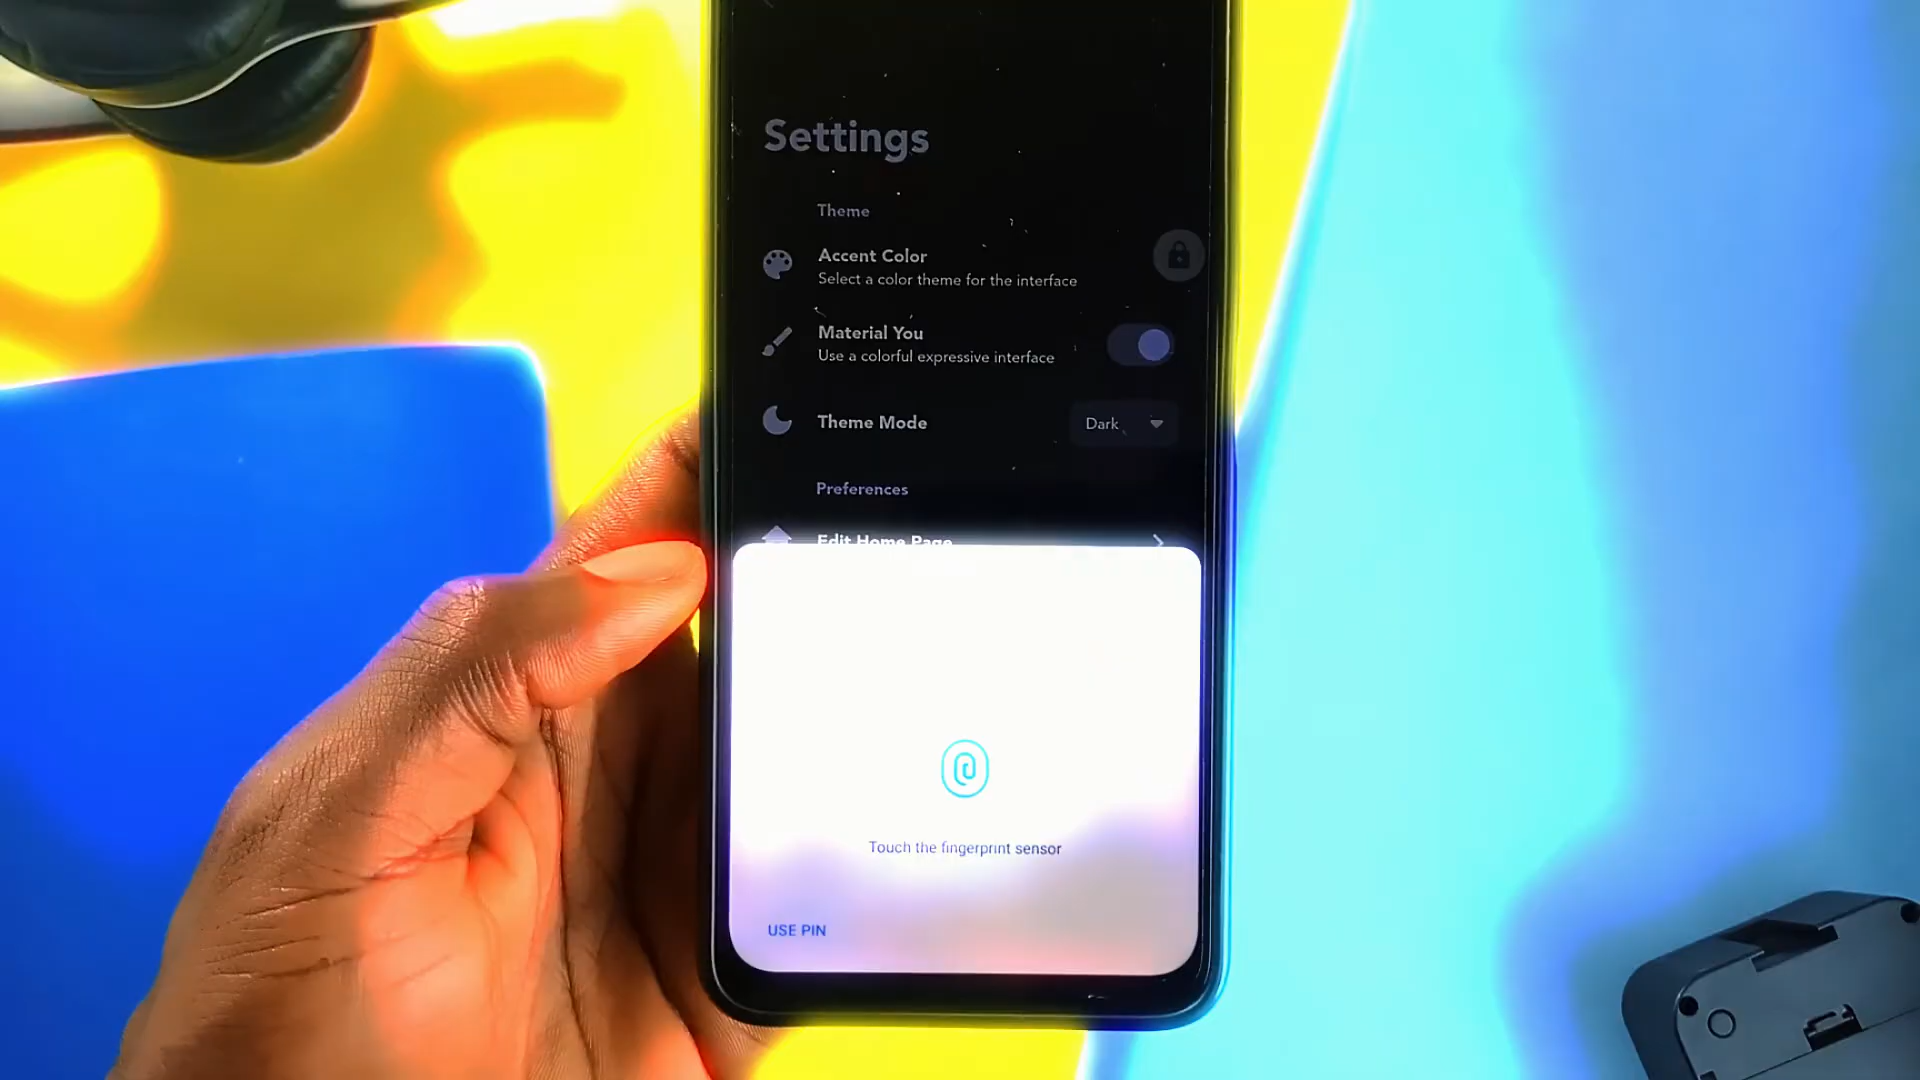 Settings
Theme
Accent Color
Select a color theme for the interface
Material You
Use a colorful expressive interface
Theme Mode
Dark
Preferences
Edit Home Page
Touch the fingerprint sensor
USE PIN